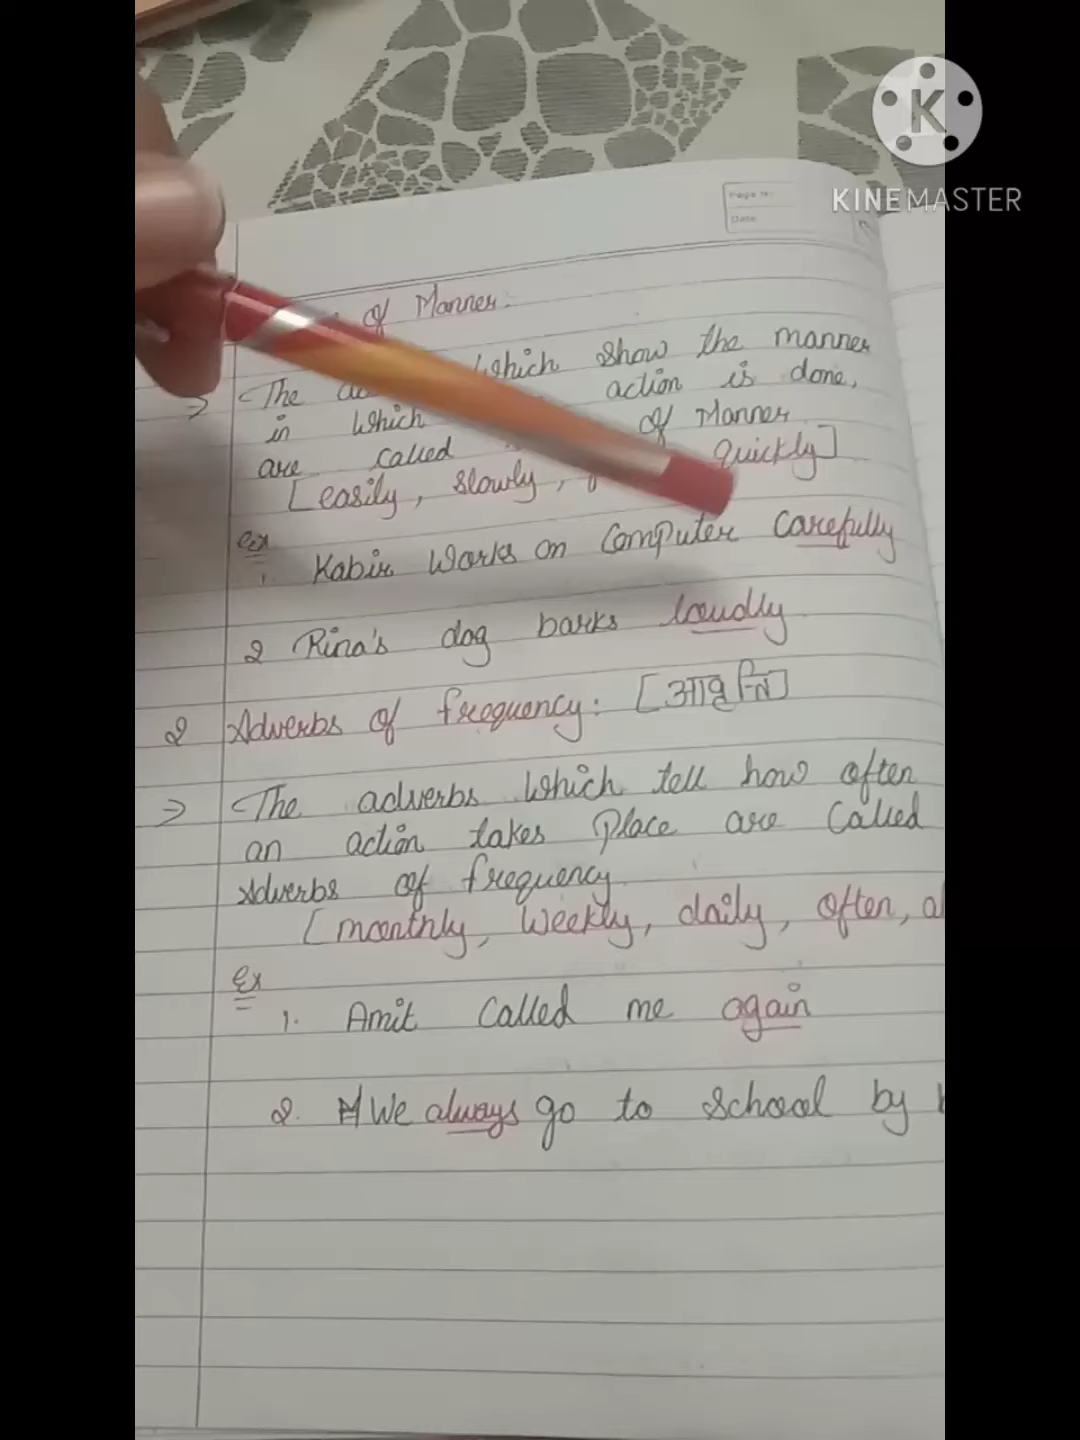 KINEMASTER
Page No.
Date
of Manner:
⇒ The which show the manner
in which action is done,
are called of Manner
[easily, slowly, quickly]
Ex
1. Kabir works on Computer carefully
2 Rina's dog barks loudly
2 Adverbs of frequency: [आवृत्ति]
⇒ The adverbs which tell how often
an action takes place are called
Adverbs of frequency
[monthly, weekly, daily, often,
Ex
1. Amit called me again
2. We always go to school by